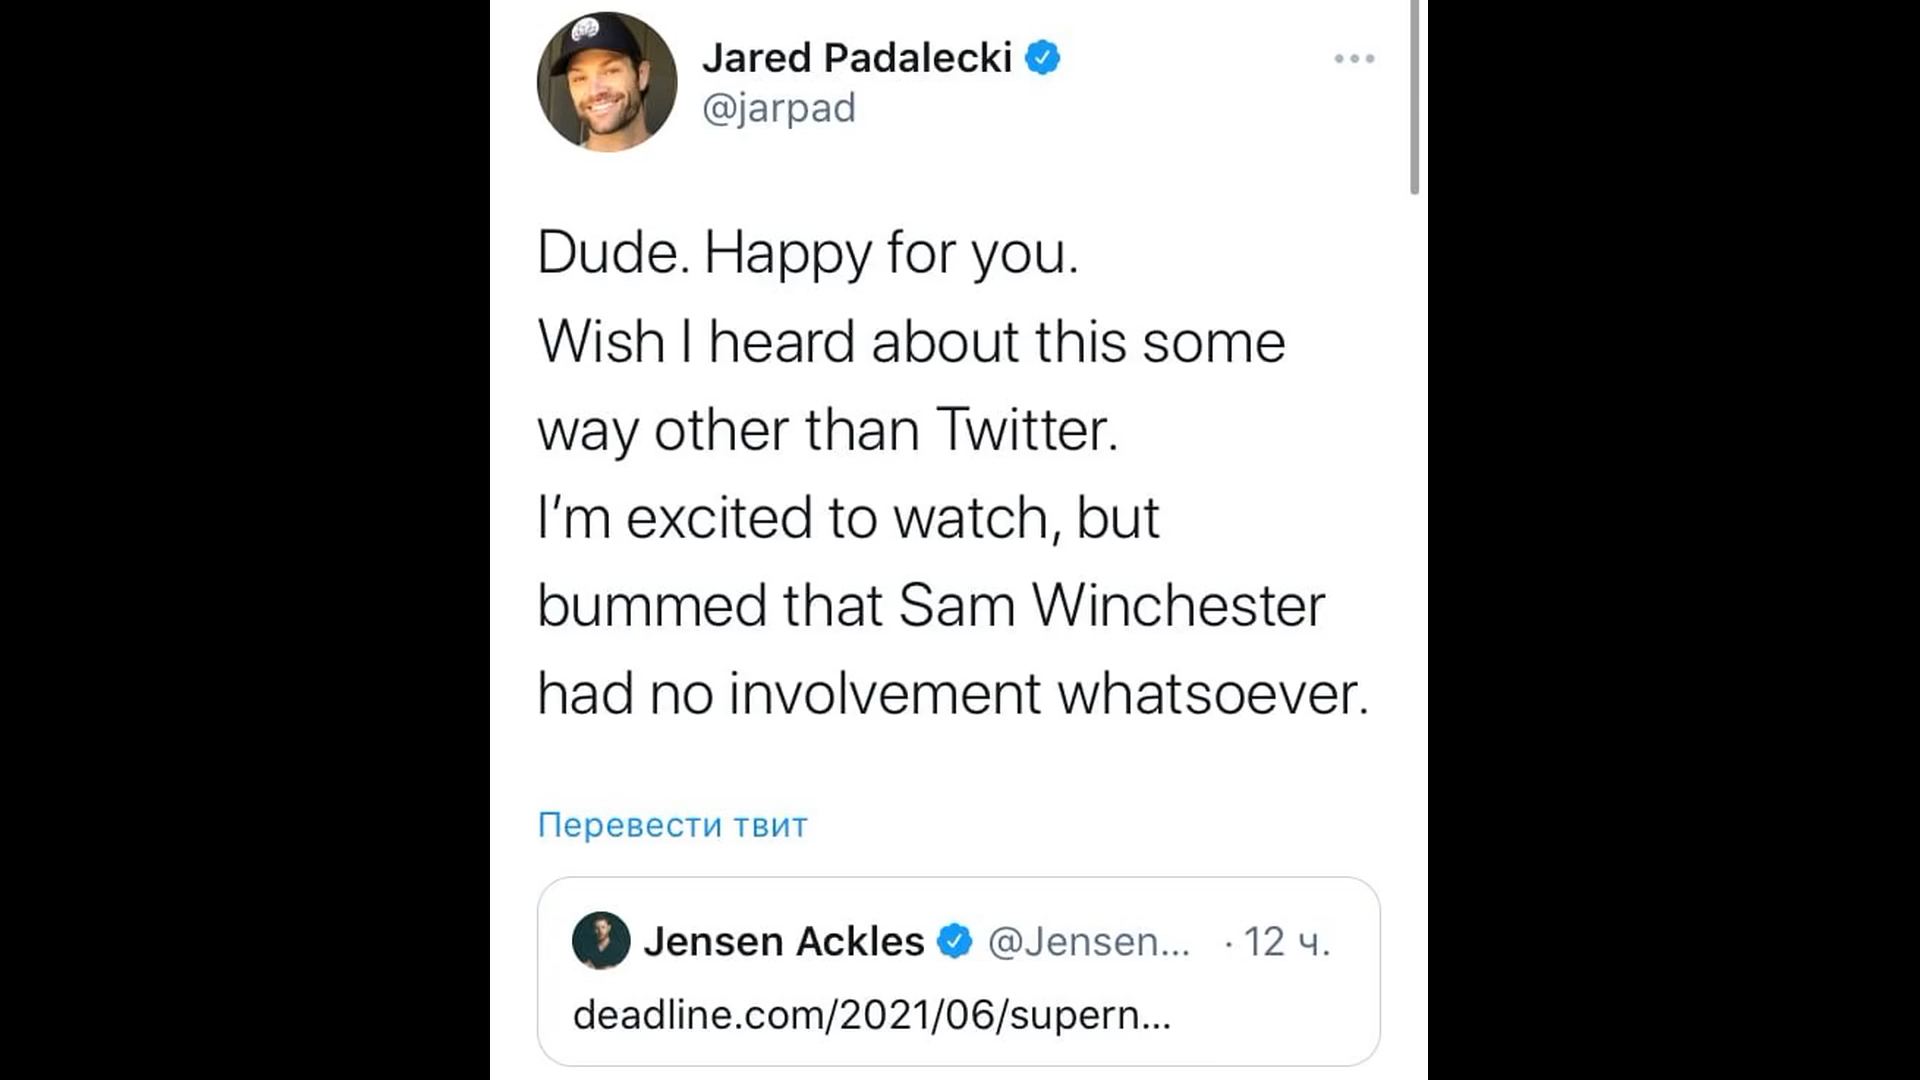 Jared Padalecki
@jarpad
Dude. Happy for you.
Wish I heard about this some
way other than Twitter.
I’m excited to watch, but
bummed that Sam Winchester
had no involvement whatsoever.
Перевести твит
Jensen Ackles @Jensen... · 12 ч.
deadline.com/2021/06/supern...